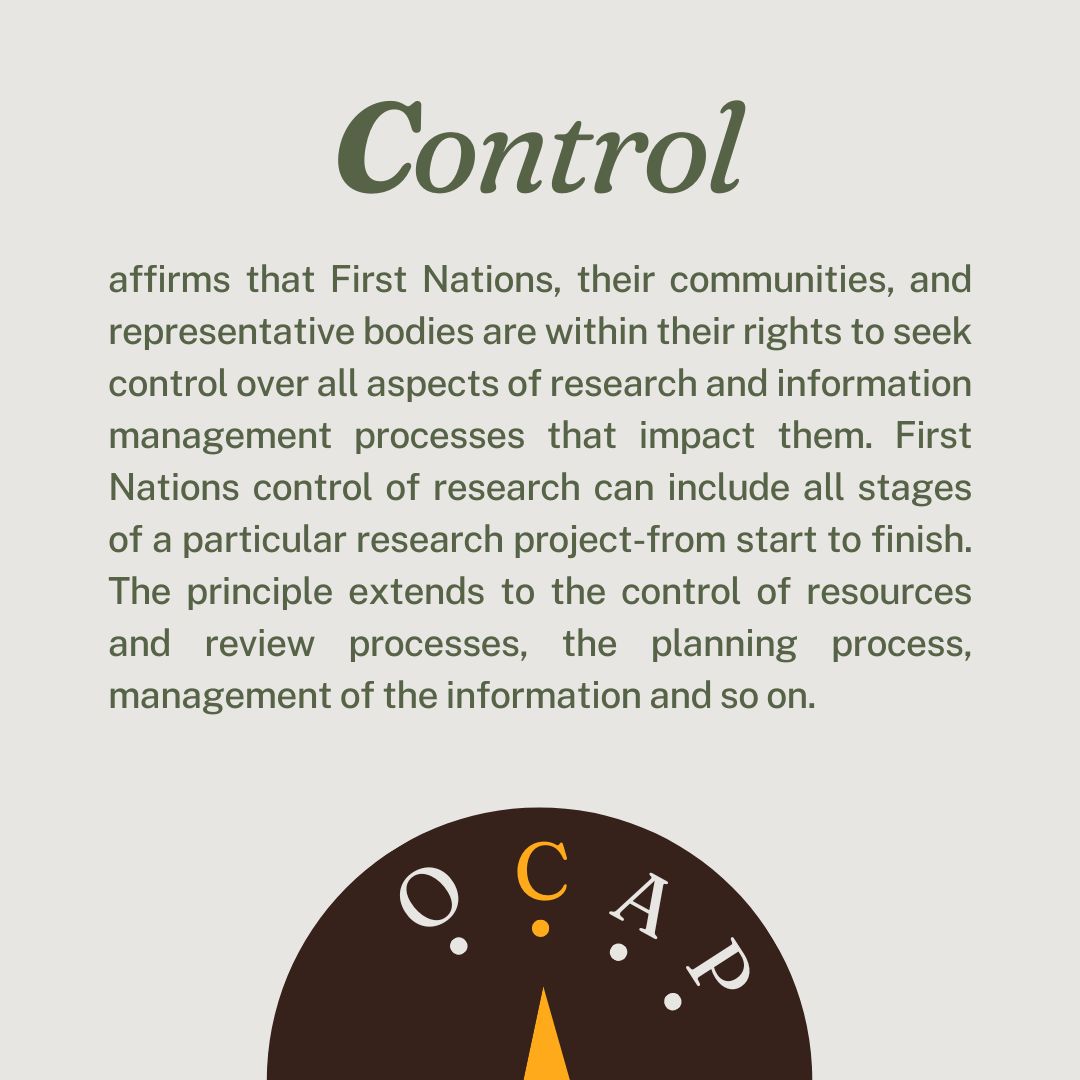 Control
affirms that First Nations, their communities, and
representative bodies are within their rights to seek
control over all aspects of research and information
management processes that impact them. First
Nations control of research can include all stages
of a particular research project-from start to finish.
The principle extends to the control of resources
and review processes, the planning process,
management of the information and so on.
O C A P